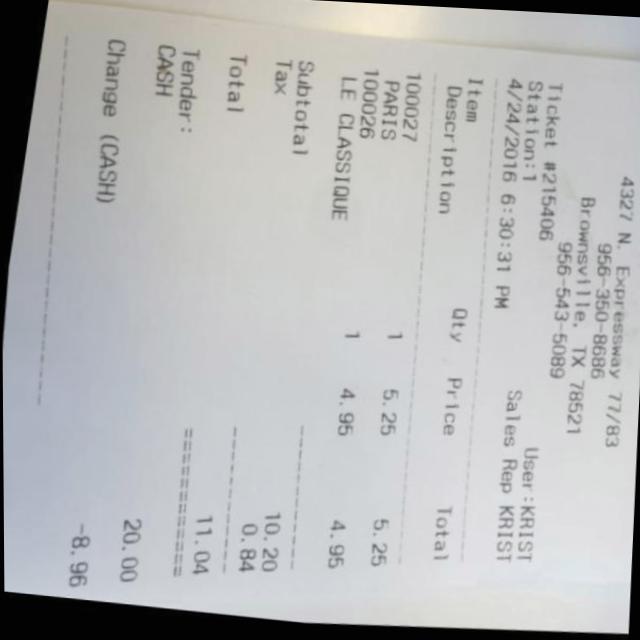 4327 N. Expressway 77/83
956-350-8686
Brownsville, TX 78521
956-543-5089
Ticket #215406
Station:1 User:KRIST
4/24/2016 6:30:31 PM Sales Rep KRIST
Item
Description Qty Price Total
100027
PARIS 1 5.25 5.25
100026
LE CLASSIQUE 1 4.95 4.95
Subtotal 10.20
Tax 0.84
Total 11.04
Tender:
CASH 20.00
Change (CASH) -8.96